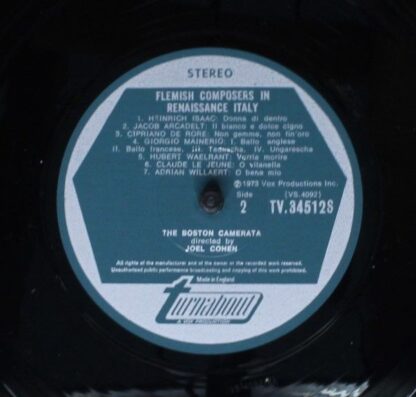 STEREO
FLEMISH COMPOSERS IN
RENAISSANCE ITALY
1. HEINRICH ISAAC: Donna di dentro
2. JACOB ARCADELT: Il bianco e dolce cigno
3. CIPRIANO DE RORE: Non gemme, non fin'oro
4. GIORGIO MAINERIO: I. Ballo anglese
II. Ballo francese, III. Tedescha, IV. Ungarescha
5. HUBERT WAELRANT: Vorria morire
6. CLAUDE LE JEUNE: O vilanella
7. ADRIAN WILLAERT: O bene mio
℗1973 Vox Productions Inc.
Side [VS.4092]
2 TV.34512S
THE BOSTON CAMERATA
directed by
JOEL COHEN
All rights of the manufacturer and of the owner of the recorded work reserved.
Unauthorised public performance broadcasting and copying of this work prohibited.
Made in England
turnabout
A VOX PRODUCTION